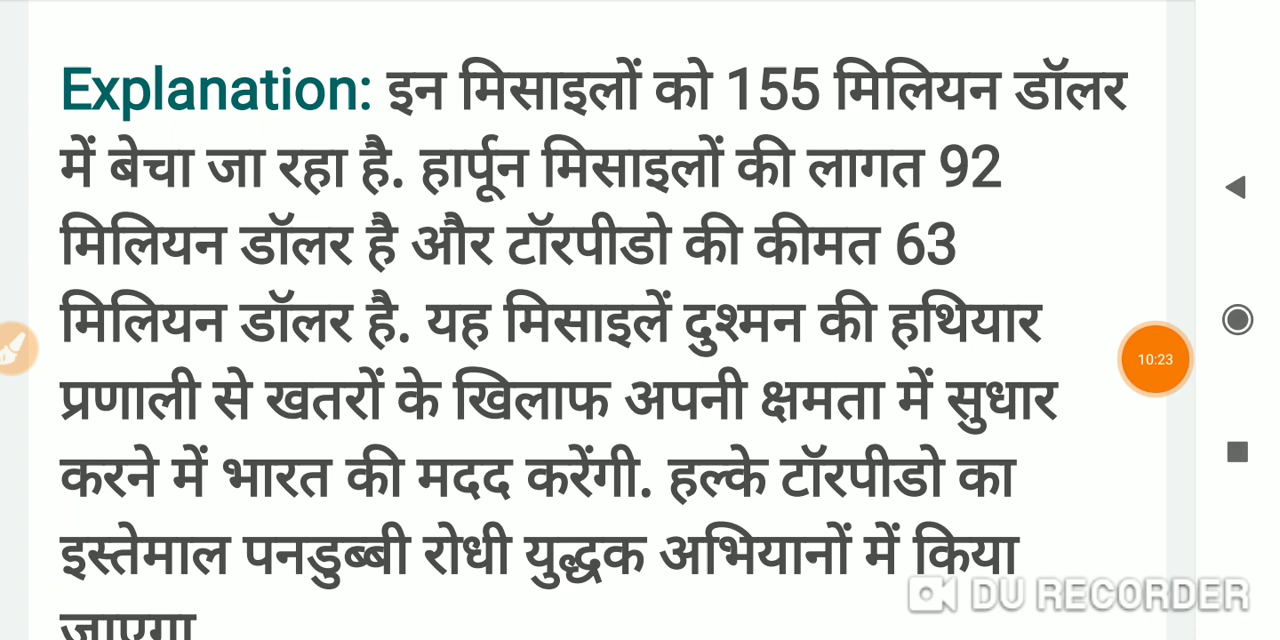 Explanation: इन मिसाइलों को 155 मिलियन डॉलर
में बेचा जा रहा है. हार्पून मिसाइलों की लागत 92
मिलियन डॉलर है और टॉरपीडो की कीमत 63
मिलियन डॉलर है. यह मिसाइलें दुश्मन की हथियार
प्रणाली से खतरों के खिलाफ अपनी क्षमता में सुधार
करने में भारत की मदद करेंगी. हल्के टॉरपीडो का
इस्तेमाल पनडुब्बी रोधी युद्धक अभियानों में किया
जाएगा
10:23
DU RECORDER